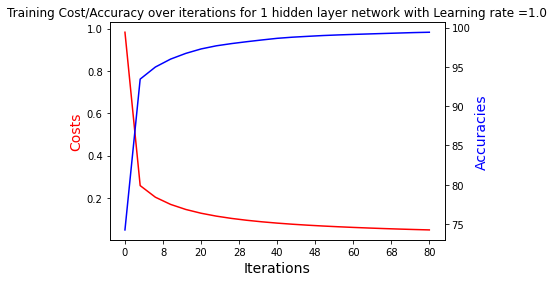 Training Cost/Accuracy over iterations for 1 hidden layer network with Learning rate =1.0
1.0
0.8
0.6
0.4
0.2
Costs
100
95
90
85
80
75
Accuracies
0 8 20 28 40 48 60 68 80
Iterations